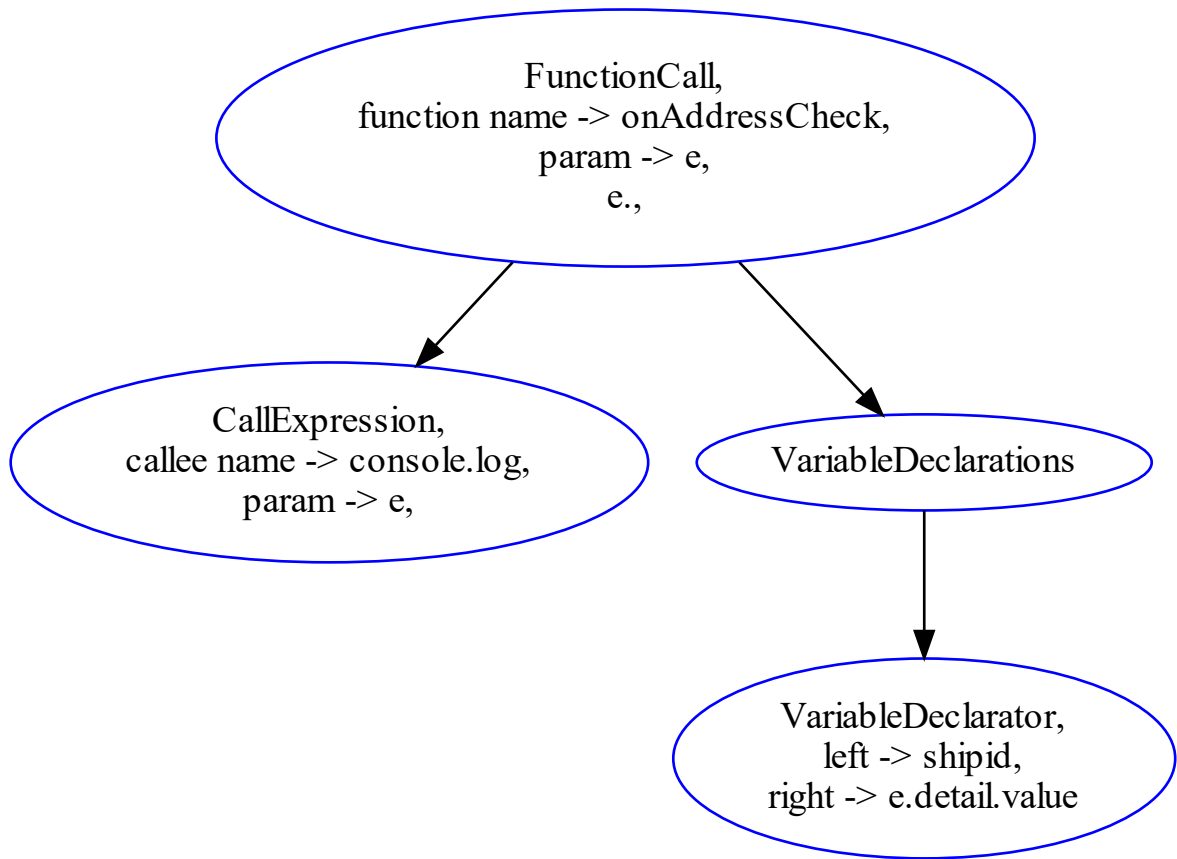 FunctionCall,
function name -> onAddressCheck,
param -> e,
e.,
CallExpression,
callee name -> console.log,
param -> e,
VariableDeclarations
VariableDeclarator,
left -> shipid,
right -> e.detail.value